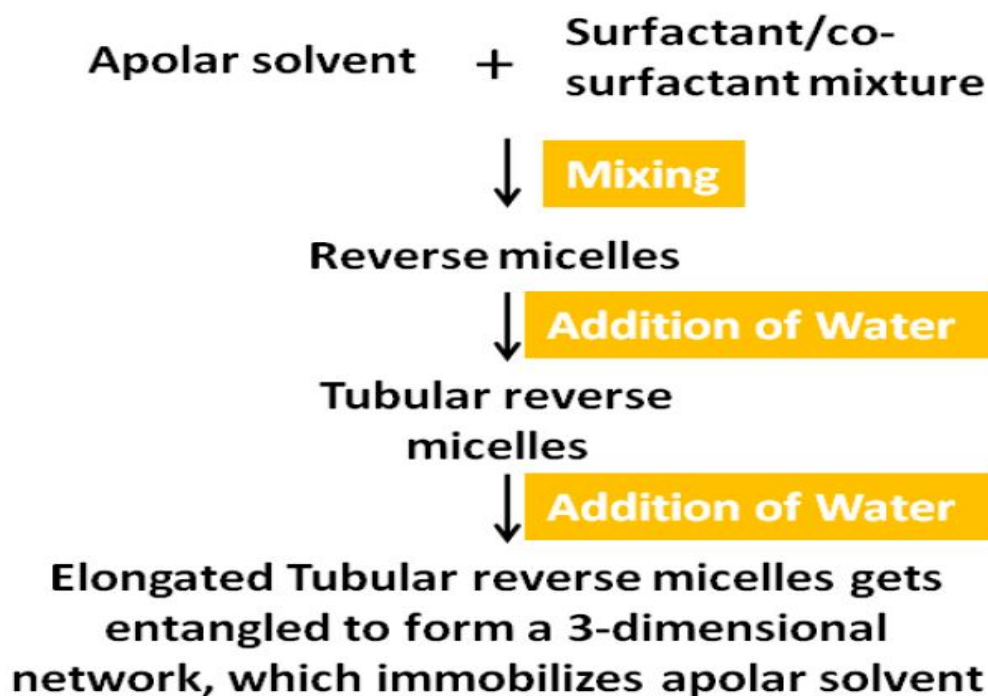 Apolar solvent + Surfactant/co-
surfactant mixture
Mixing
Reverse micelles
Addition of Water
Tubular reverse
micelles
Addition of Water
Elongated Tubular reverse micelles gets
entangled to form a 3-dimensional
network, which immobilizes apolar solvent